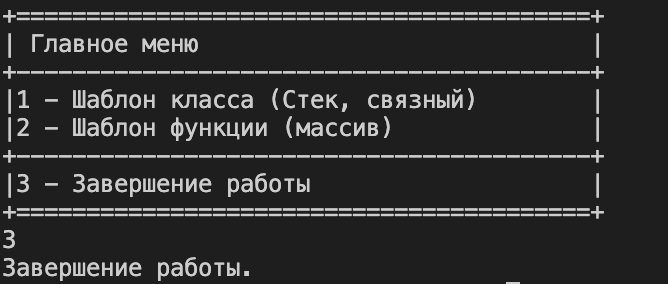 +=========================================+
| Главное меню                            |
+-----------------------------------------+
|1 - Шаблон класса (Стек, связный)        |
|2 - Шаблон функции (массив)              |
+-----------------------------------------+
|3 - Завершение работы                    |
+=========================================+
3
Завершение работы.